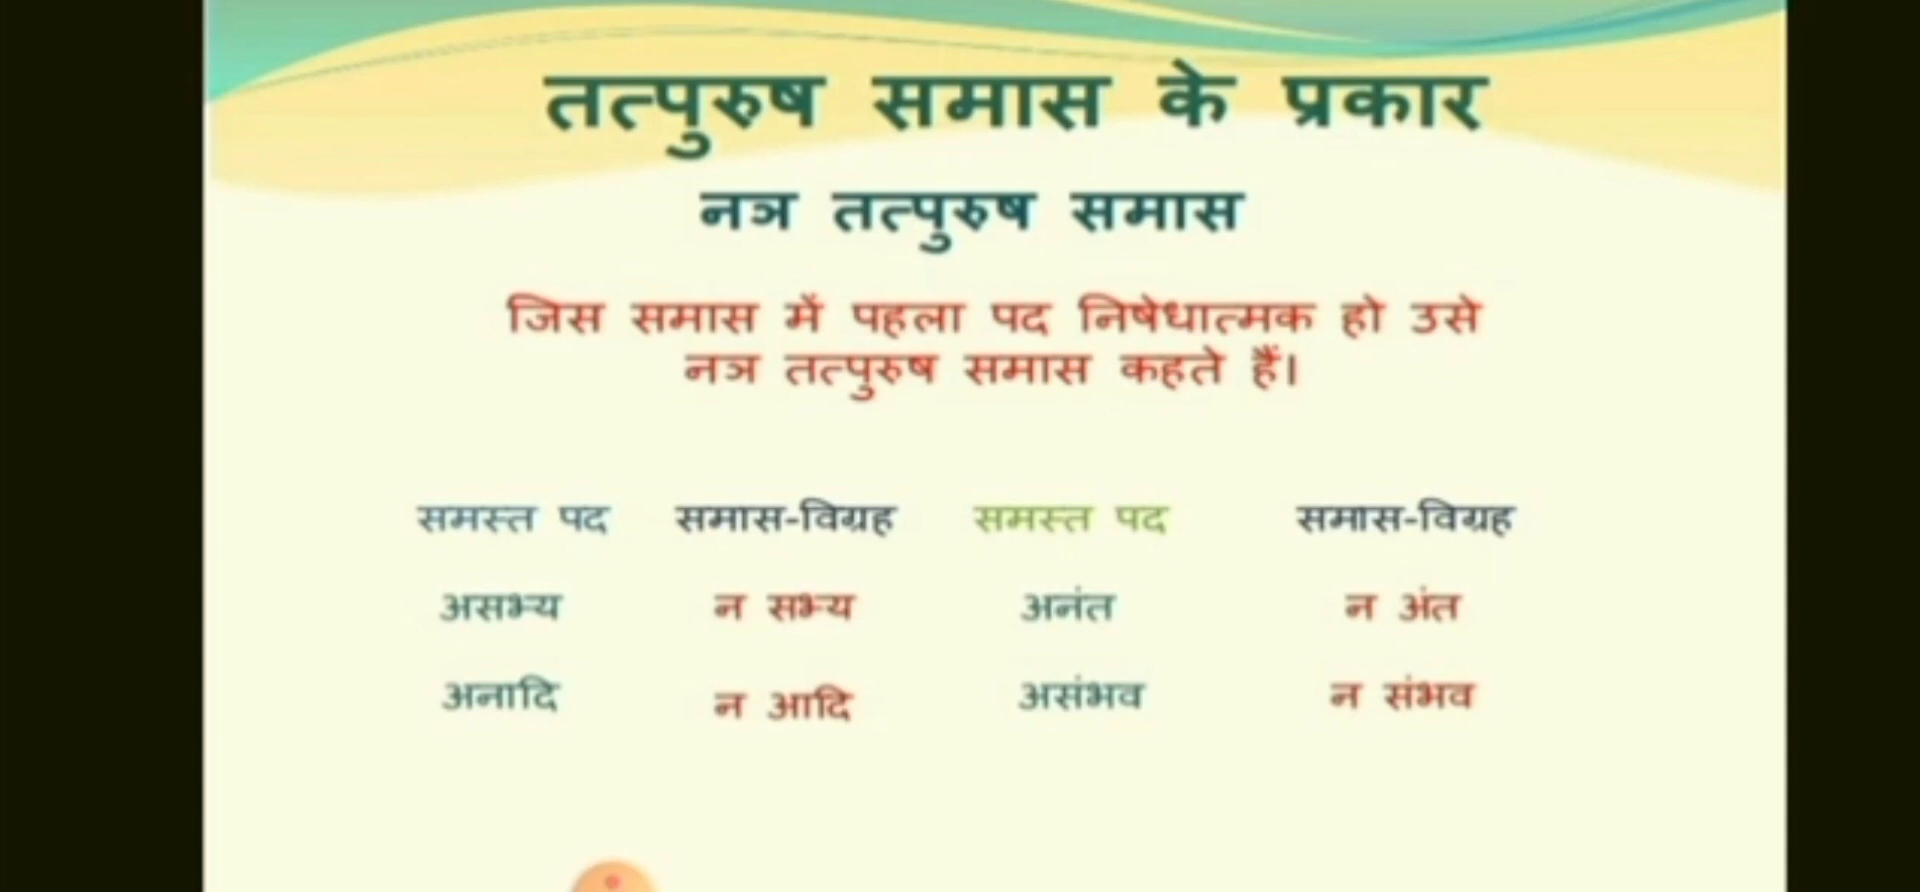 तत्पुरुष समास के प्रकार
नञ तत्पुरुष समास
जिस समास में पहला पद निषेधात्मक हो उसे
नञ तत्पुरुष समास कहते हैं।
समस्त पद समास-विग्रह समस्त पद समास-विग्रह
असभ्य न सभ्य अनंत न अंत
अनादि न आदि असंभव न संभव